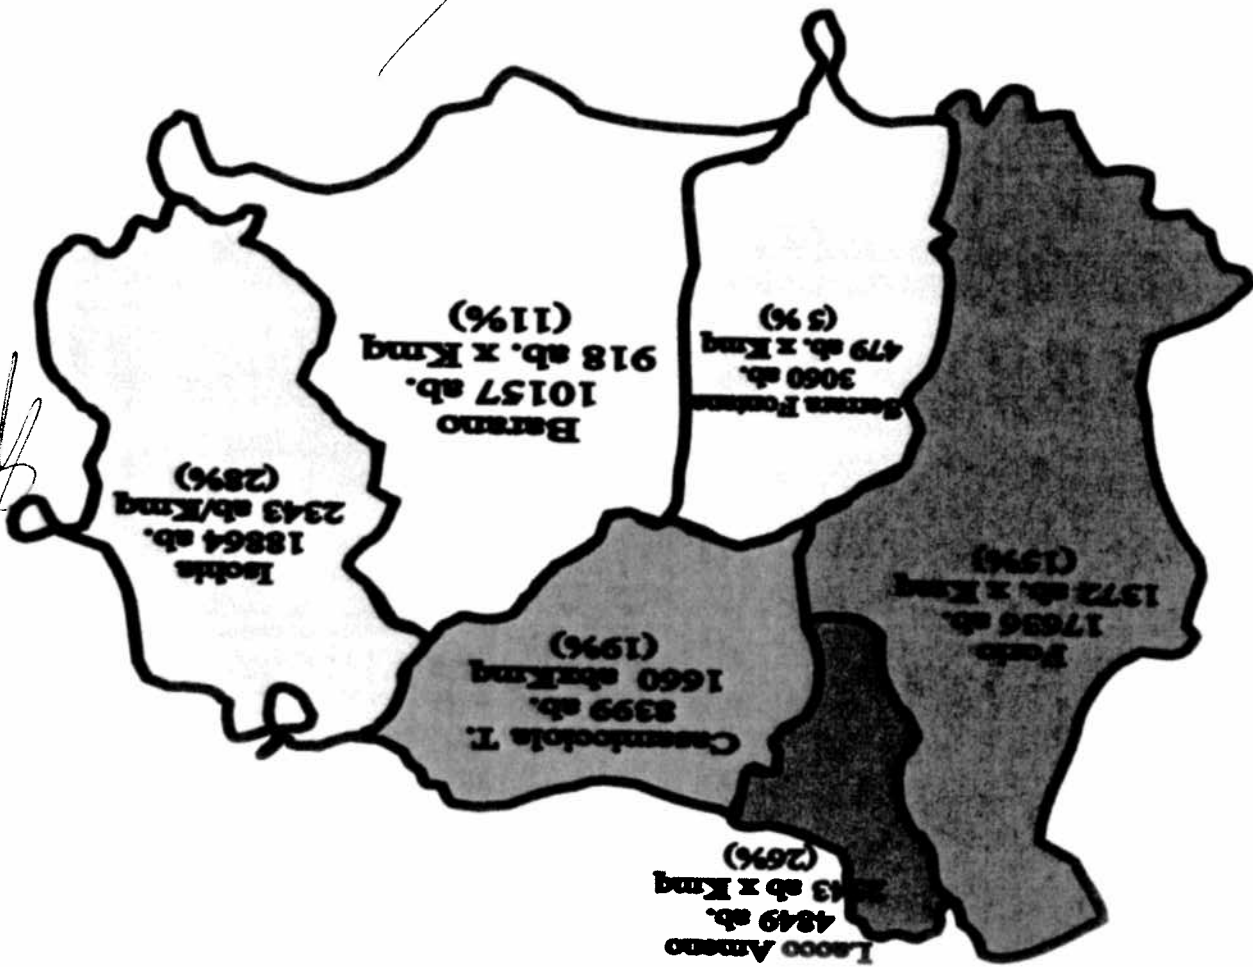 Lacco Ameno
4849 ab.
ab x Kmq
(26%)
Casamicciola T.
8399 ab.
1660 abxKmq
(19%)
Forio
17636 ab.
1372 ab. x Kmq
(15%)
Ischia
18864 ab.
2343 ab/Kmq
(28%)
Barano
10157 ab.
918 ab. x Kmq
(11%)
Serrara Fontana
3060 ab.
479 ab. x Kmq
(5 %)